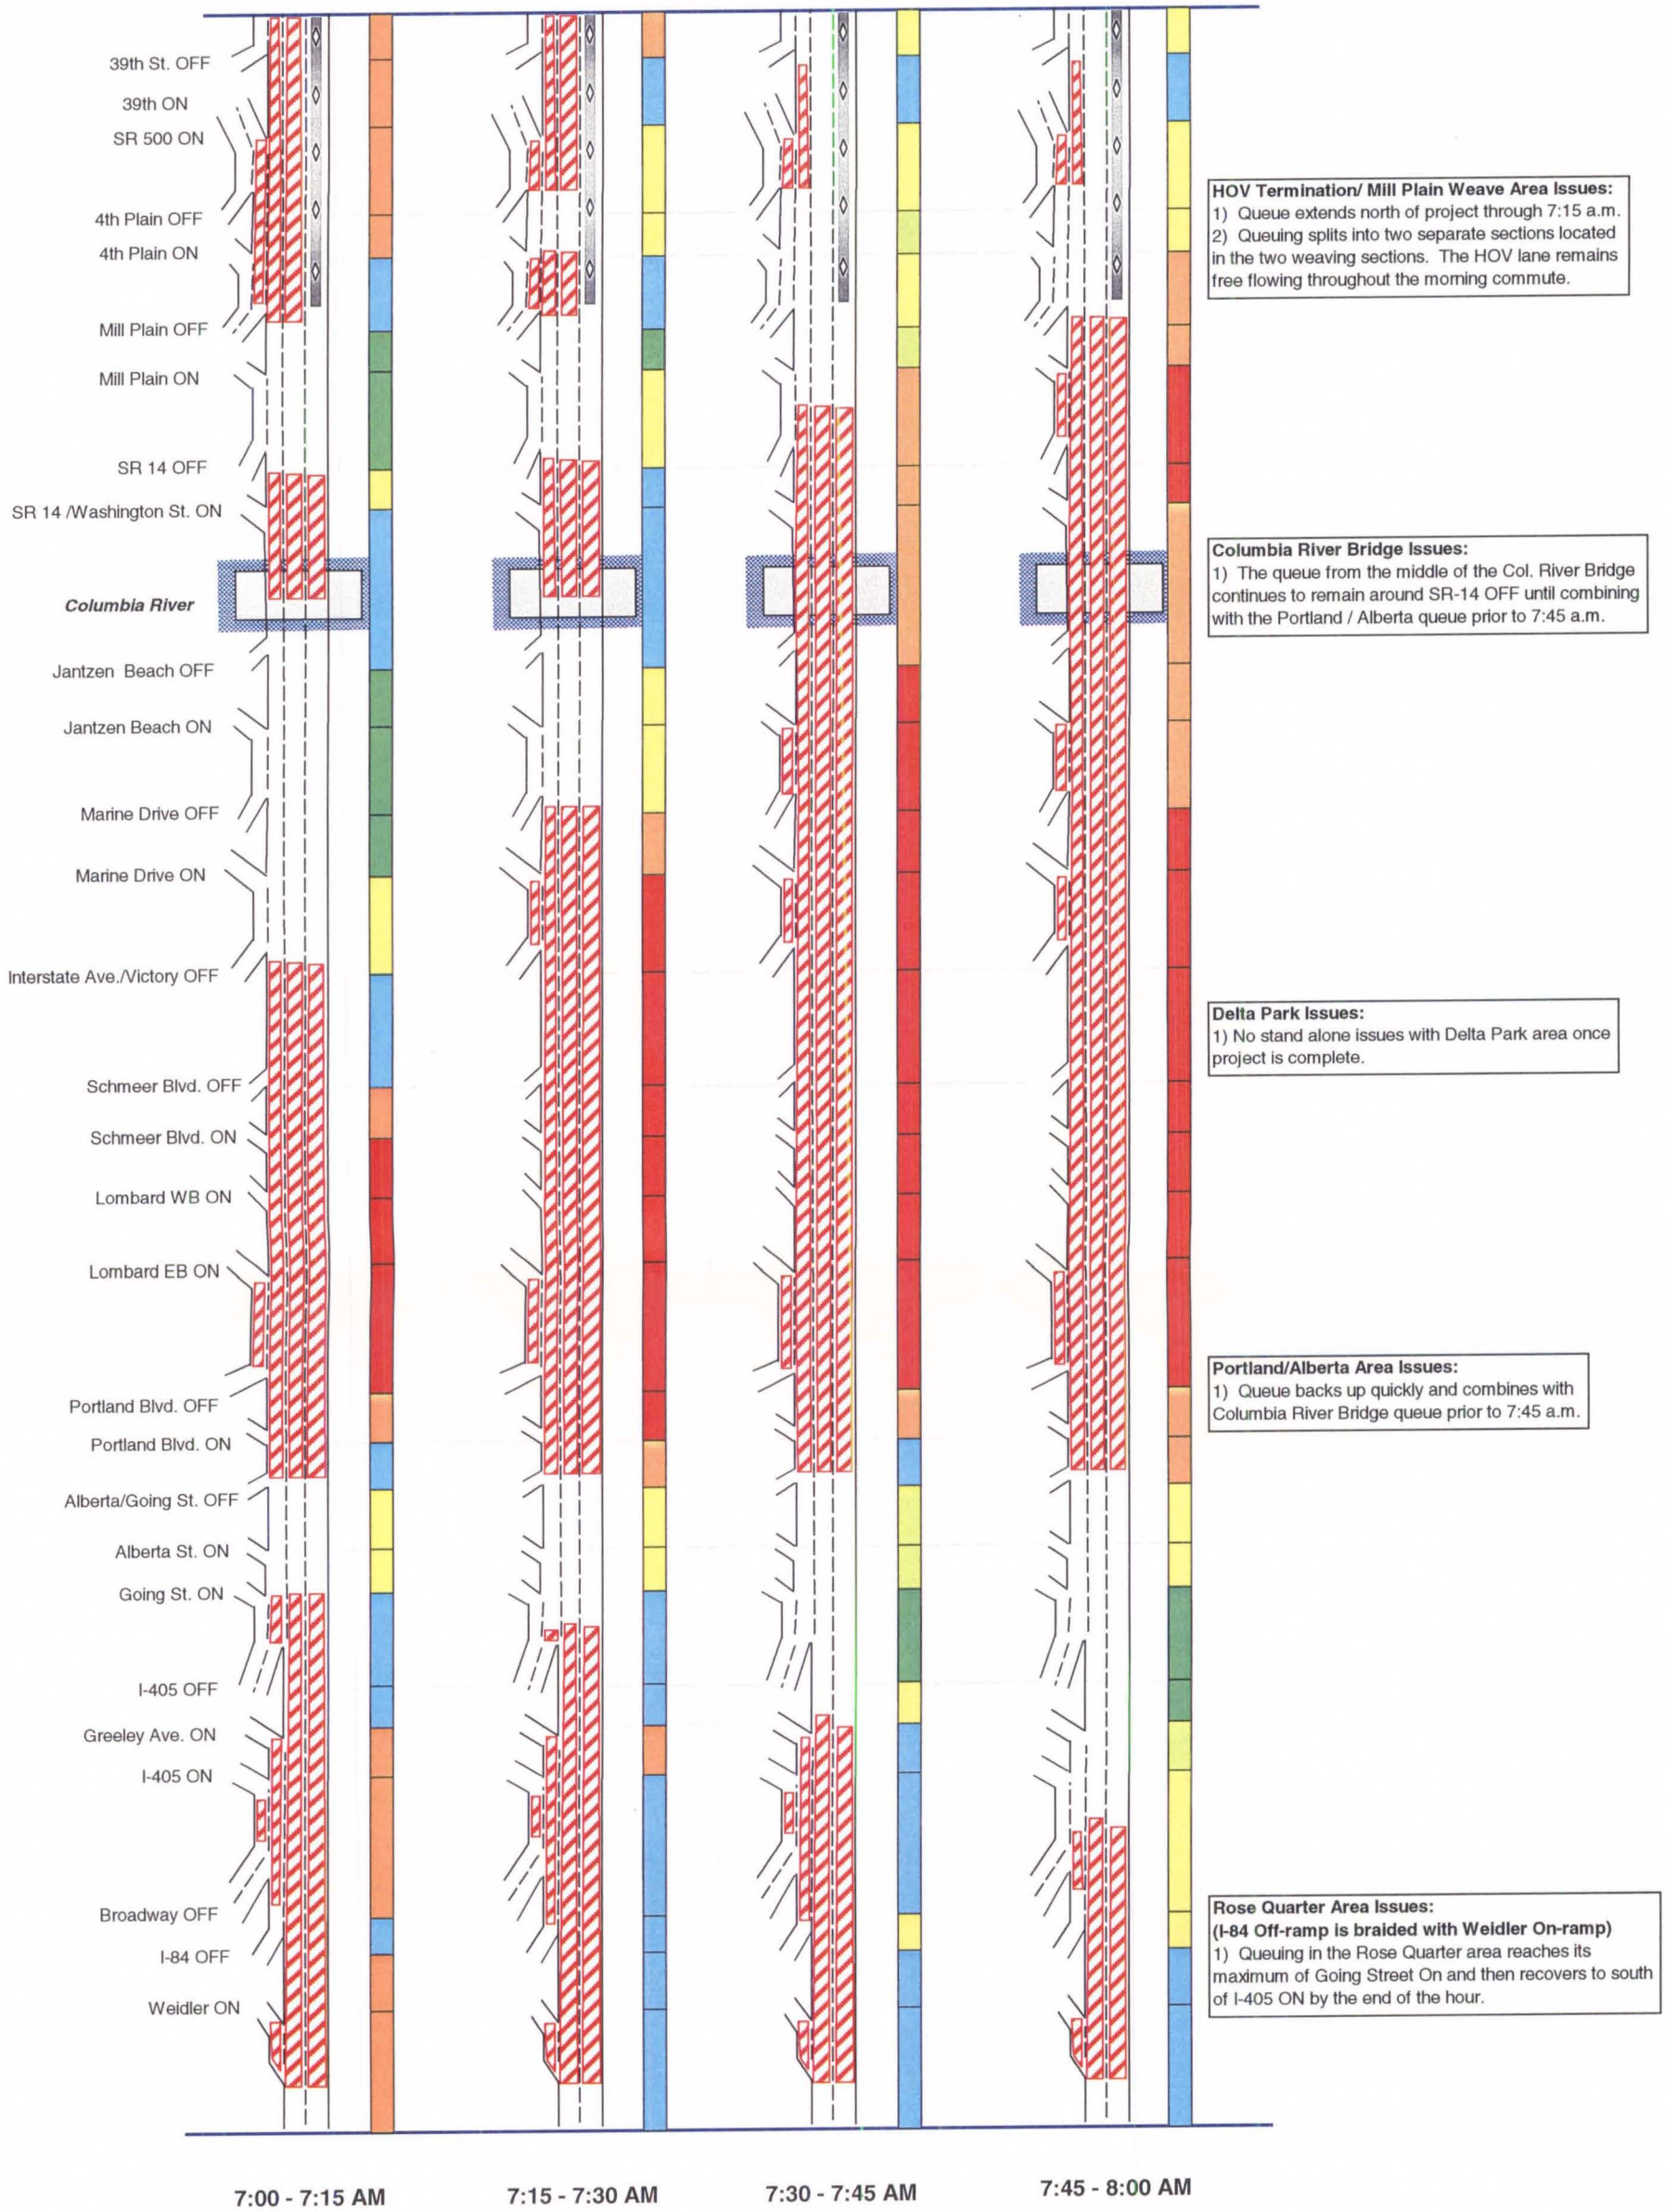 39th St. OFF
39th ON
SR 500 ON
4th Plain OFF
4th Plain ON
Mill Plain OFF
Mill Plain ON
SR 14 OFF
SR 14 /Washington St. ON
Columbia River
Jantzen Beach OFF
Jantzen Beach ON
Marine Drive OFF
Marine Drive ON
Interstate Ave./Victory OFF
Schmeer Blvd. OFF
Schmeer Blvd. ON
Lombard WB ON
Lombard EB ON
Portland Blvd. OFF
Portland Blvd. ON
Alberta/Going St. OFF
Alberta St. ON
Going St. ON
I-405 OFF
Greeley Ave. ON
I-405 ON
Broadway OFF
I-84 OFF
Weidler ON
HOV Termination/ Mill Plain Weave Area Issues:
1) Queue extends north of project through 7:15 a.m.
2) Queuing splits into two separate sections located
in the two weaving sections. The HOV lane remains
free flowing throughout the morning commute.
Columbia River Bridge Issues:
1) The queue from the middle of the Col. River Bridge
continues to remain around SR-14 OFF until combining
with the Portland / Alberta queue prior to 7:45 a.m.
Delta Park Issues:
1) No stand alone issues with Delta Park area once
project is complete.
Portland/Alberta Area Issues:
1) Queue backs up quickly and combines with
Columbia River Bridge queue prior to 7:45 a.m.
Rose Quarter Area Issues:
(I-84 Off-ramp is braided with Weidler On-ramp)
1) Queuing in the Rose Quarter area reaches its
maximum of Going Street On and then recovers to south
of I-405 ON by the end of the hour.
7:00 - 7:15 AM
7:15 - 7:30 AM
7:30 - 7:45 AM
7:45 - 8:00 AM